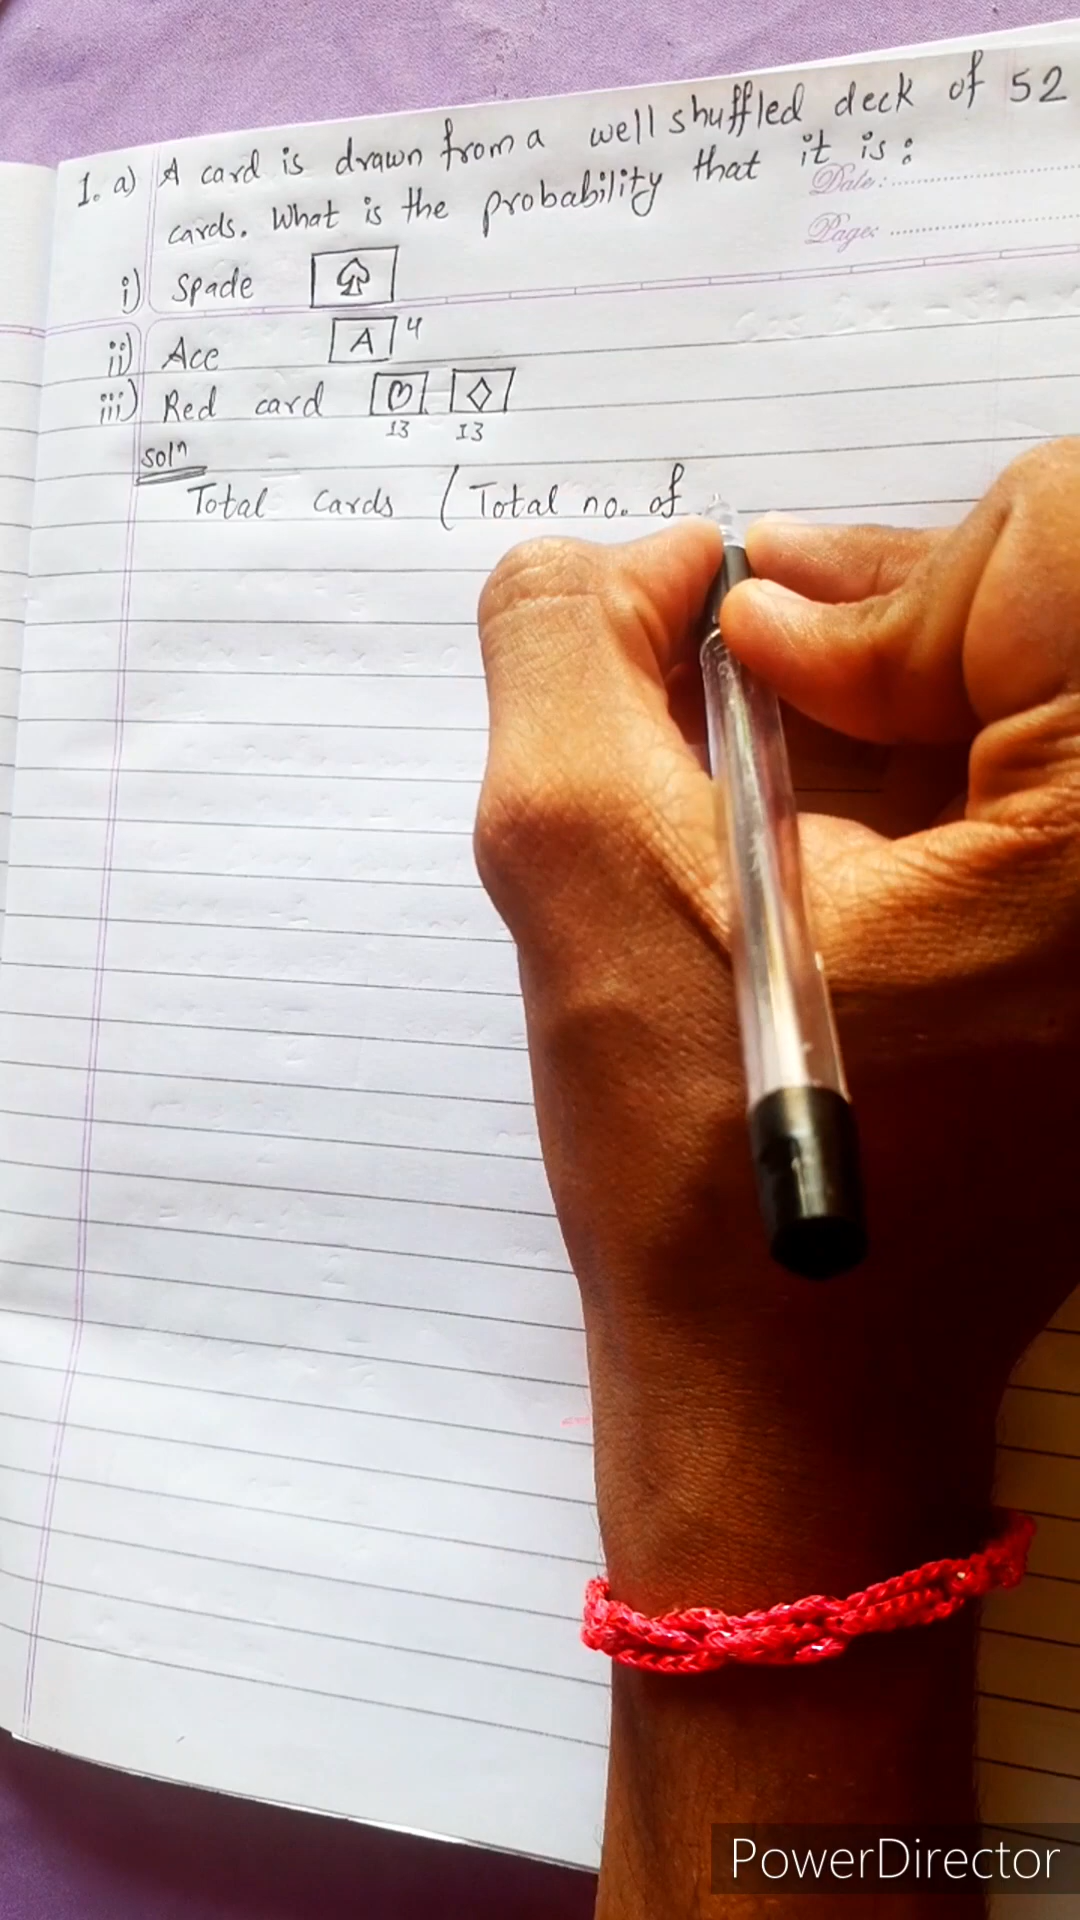 1. a) A card is drawn from a well shuffled deck of 52
cards. What is the probability that it is:
Date:
Page:
i) Spade
ii) Ace A 4
iii) Red card
13 13
Soln
Total Cards (Total no. of
PowerDirector